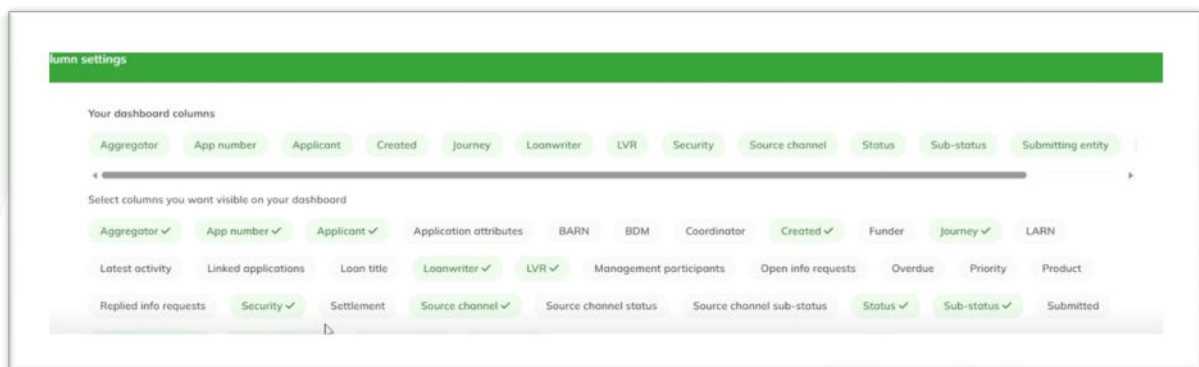 lumn settings
Your dashboard columns
Aggregator App number Applicant Created Journey Loanwriter LVR Security Source channel Status Sub-status Submitting entity
Select columns you want visible on your dashboard
Aggregator ✓ App number ✓ Applicant ✓ Application attributes BARN BDM Coordinator Created ✓ Funder Journey ✓ LARN
Latest activity Linked applications Loan title Loanwriter ✓ LVR ✓ Management participants Open info requests Overdue Priority Product
Replied info requests Security ✓ Settlement Source channel ✓ Source channel status Source channel sub-status Status ✓ Sub-status ✓ Submitted